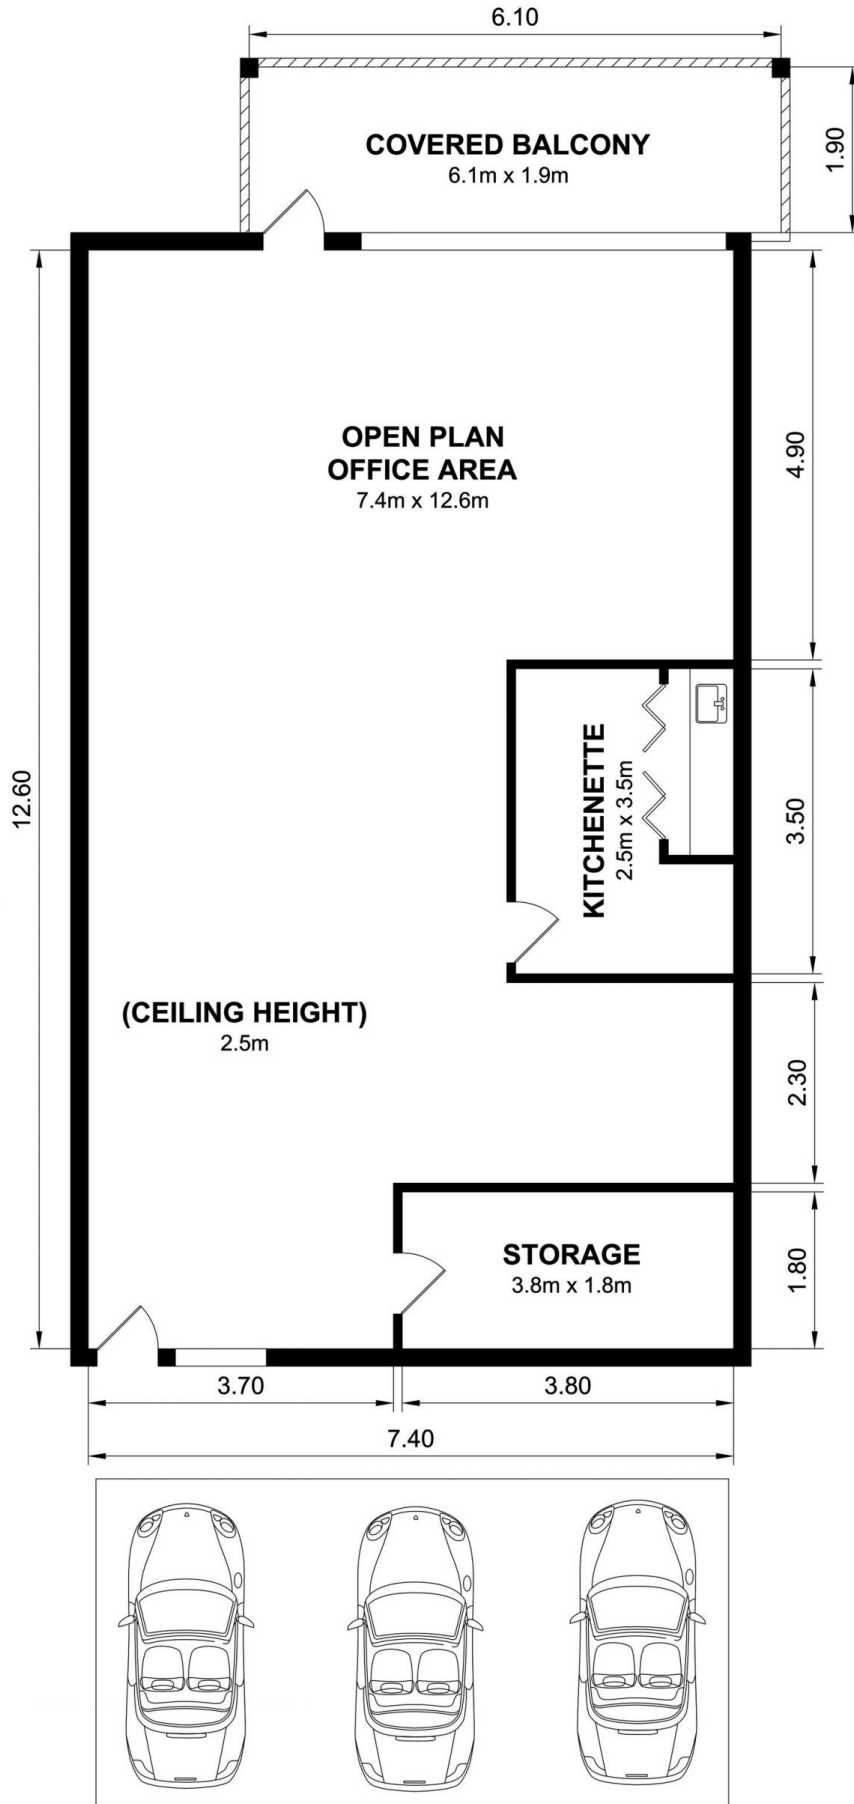 6.10
COVERED BALCONY
6.1m x 1.9m
1.90
OPEN PLAN
OFFICE AREA
7.4m x 12.6m
4.90
12.60
KITCHENETTE
2.5m x 3.5m
3.50
(CEILING HEIGHT)
2.5m
2.30
STORAGE
3.8m x 1.8m
1.80
3.70
3.80
7.40